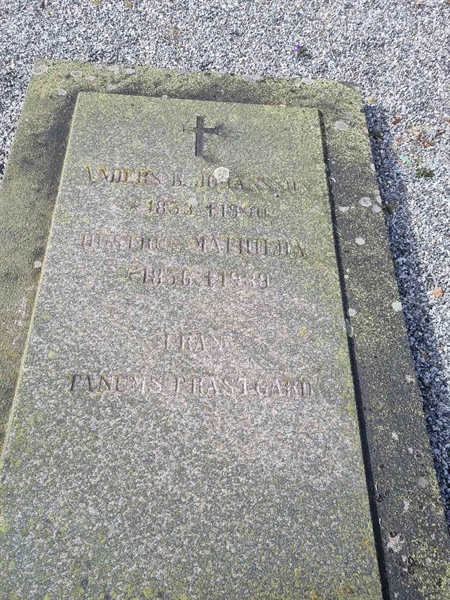 ANDERS B. JOHANSSON
* 1853 † 1940
HUSTRUN MATHILDA
* 1856 † 1939
FRÅN
TANUMS PRÄSTGÅRD